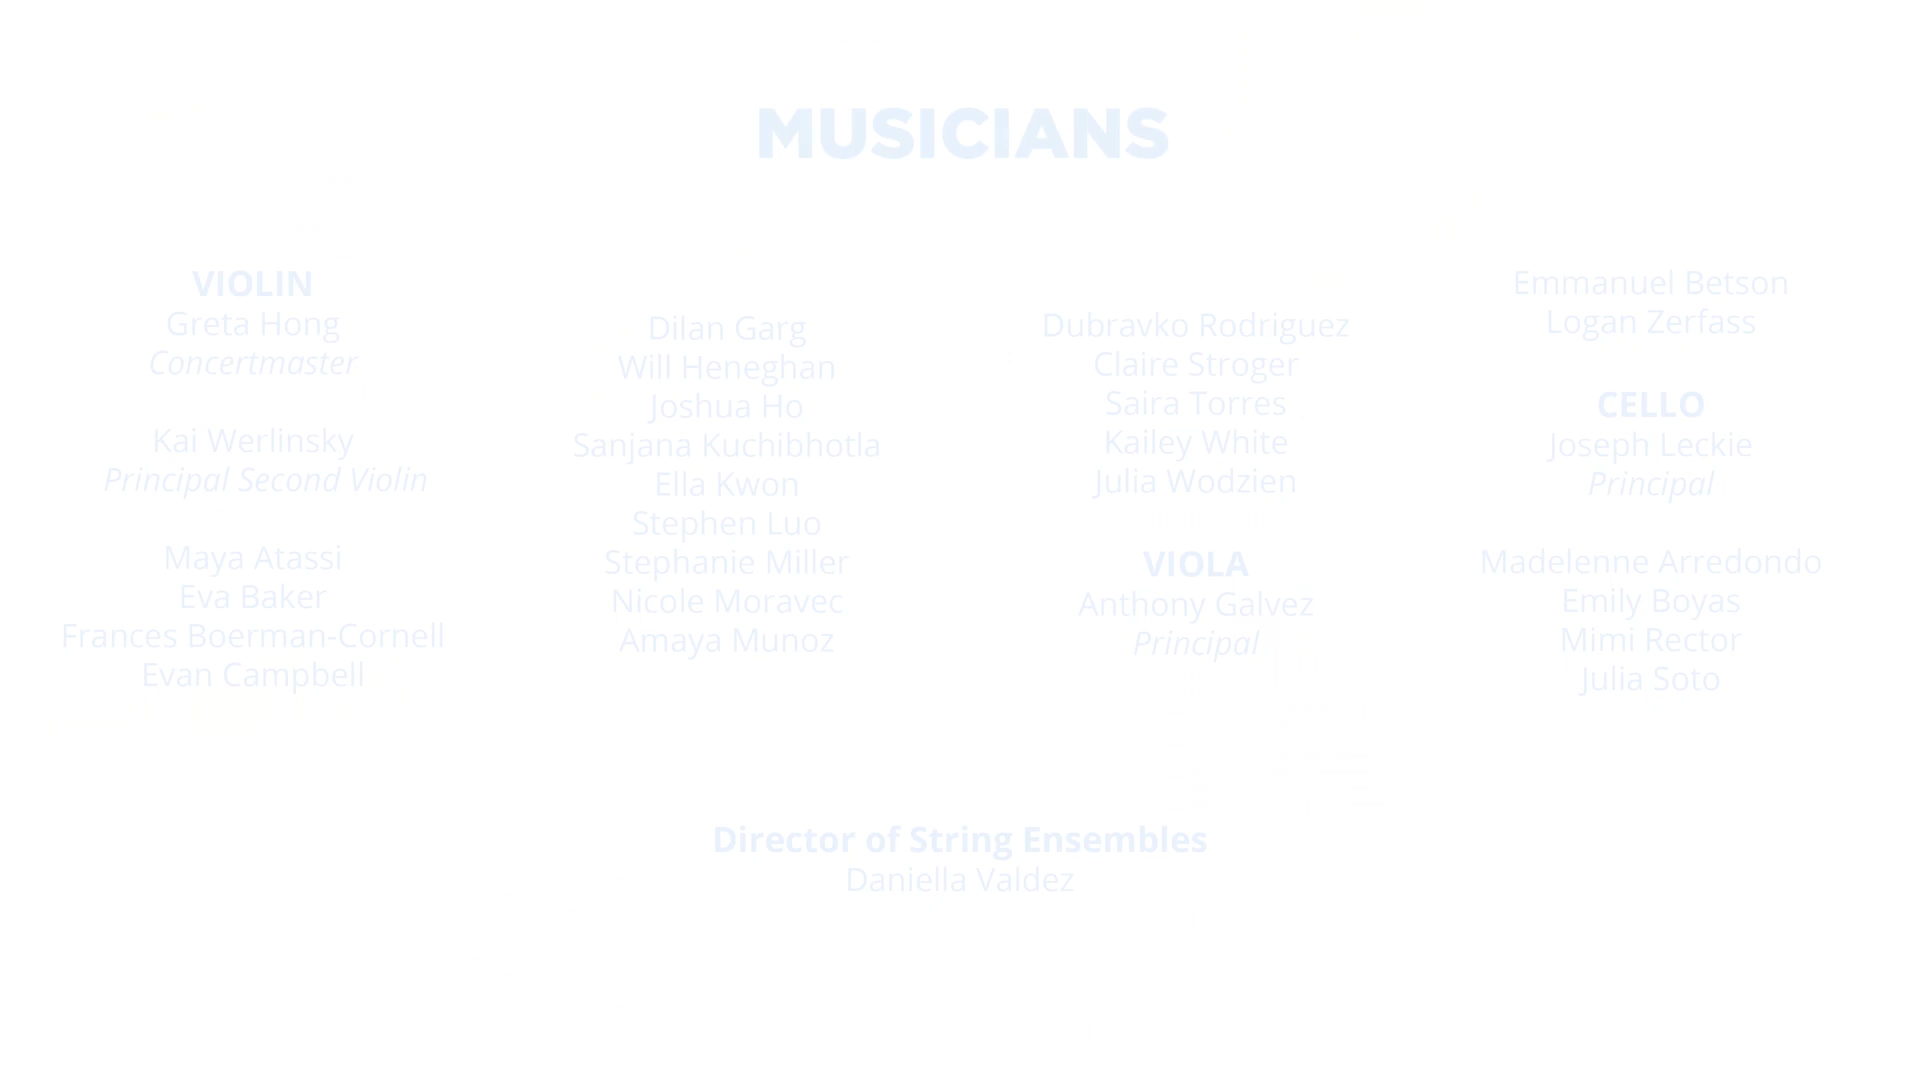 MUSICIANS
VIOLIN
Greta Hong
Concertmaster
Kai Werlinsky
Principal Second Violin
Maya Atassi
Eva Baker
Frances Boerman-Cornell
Evan Campbell
Dilan Garg
Will Heneghan
Joshua Ho
Sanjana Kuchibhotla
Ella Kwon
Stephen Luo
Stephanie Miller
Nicole Moravec
Amaya Munoz
Dubravko Rodriguez
Claire Stroger
Saira Torres
Kailey White
Julia Wodzien
VIOLA
Anthony Galvez
Principal
Emmanuel Betson
Logan Zerfass
CELLO
Joseph Leckie
Principal
Madelenne Arredondo
Emily Boyas
Mimi Rector
Julia Soto
Director of String Ensembles
Daniella Valdez